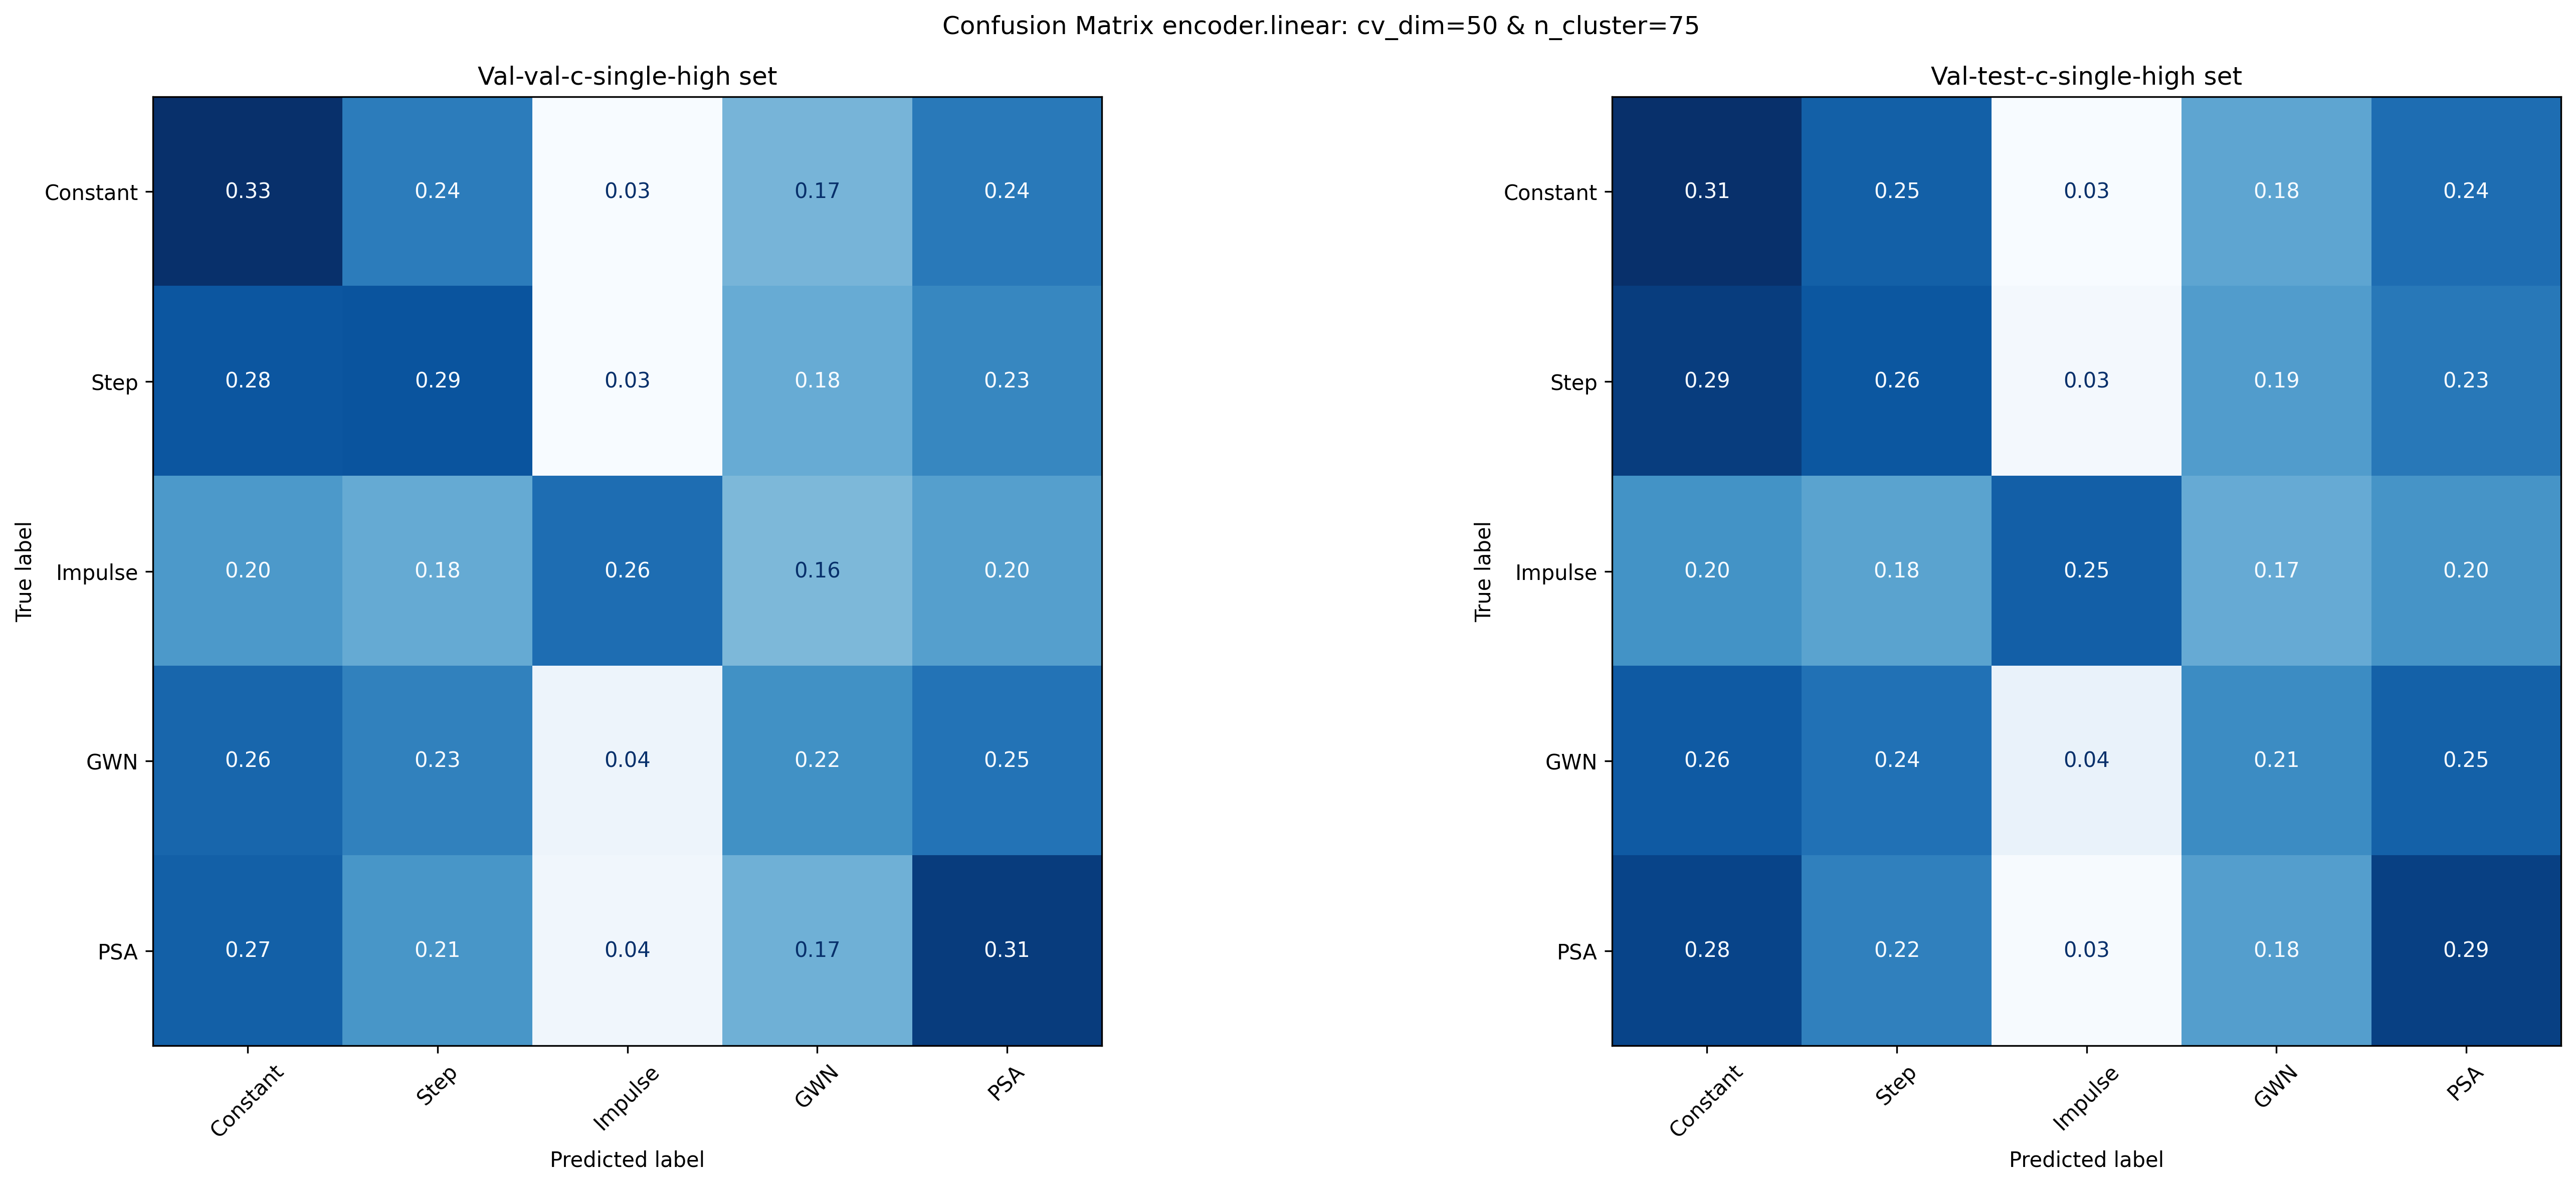 Confusion Matrix encoder.linear: cv_dim=50 & n_cluster=75
Val-val-c-single-high set
True label
Constant 0.33 0.24 0.03 0.17 0.24
Step 0.28 0.29 0.03 0.18 0.23
Impulse 0.20 0.18 0.26 0.16 0.20
GWN 0.26 0.23 0.04 0.22 0.25
PSA 0.27 0.21 0.04 0.17 0.31
Constant Step Impulse GWN PSA
Predicted label
Val-test-c-single-high set
True label
Constant 0.31 0.25 0.03 0.18 0.24
Step 0.29 0.26 0.03 0.19 0.23
Impulse 0.20 0.18 0.25 0.17 0.20
GWN 0.26 0.24 0.04 0.21 0.25
PSA 0.28 0.22 0.03 0.18 0.29
Constant Step Impulse GWN PSA
Predicted label